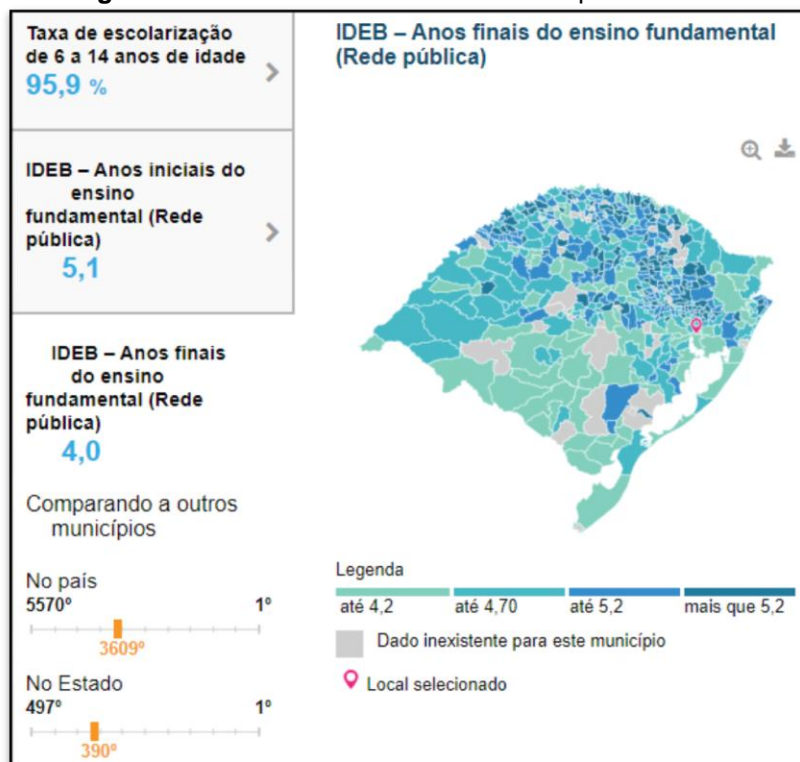 Taxa de escolarização
de 6 a 14 anos de idade
95,9 %
IDEB – Anos iniciais do
ensino
fundamental (Rede
pública)
5,1
IDEB – Anos finais
do ensino
fundamental (Rede
pública)
4,0
Comparando a outros
municípios
No país
5570º 1º
3609º
No Estado
497º 1º
390º
IDEB – Anos finais do ensino fundamental
(Rede pública)
Legenda
até 4,2 até 4,70 até 5,2 mais que 5,2
Dado inexistente para este município
Local selecionado